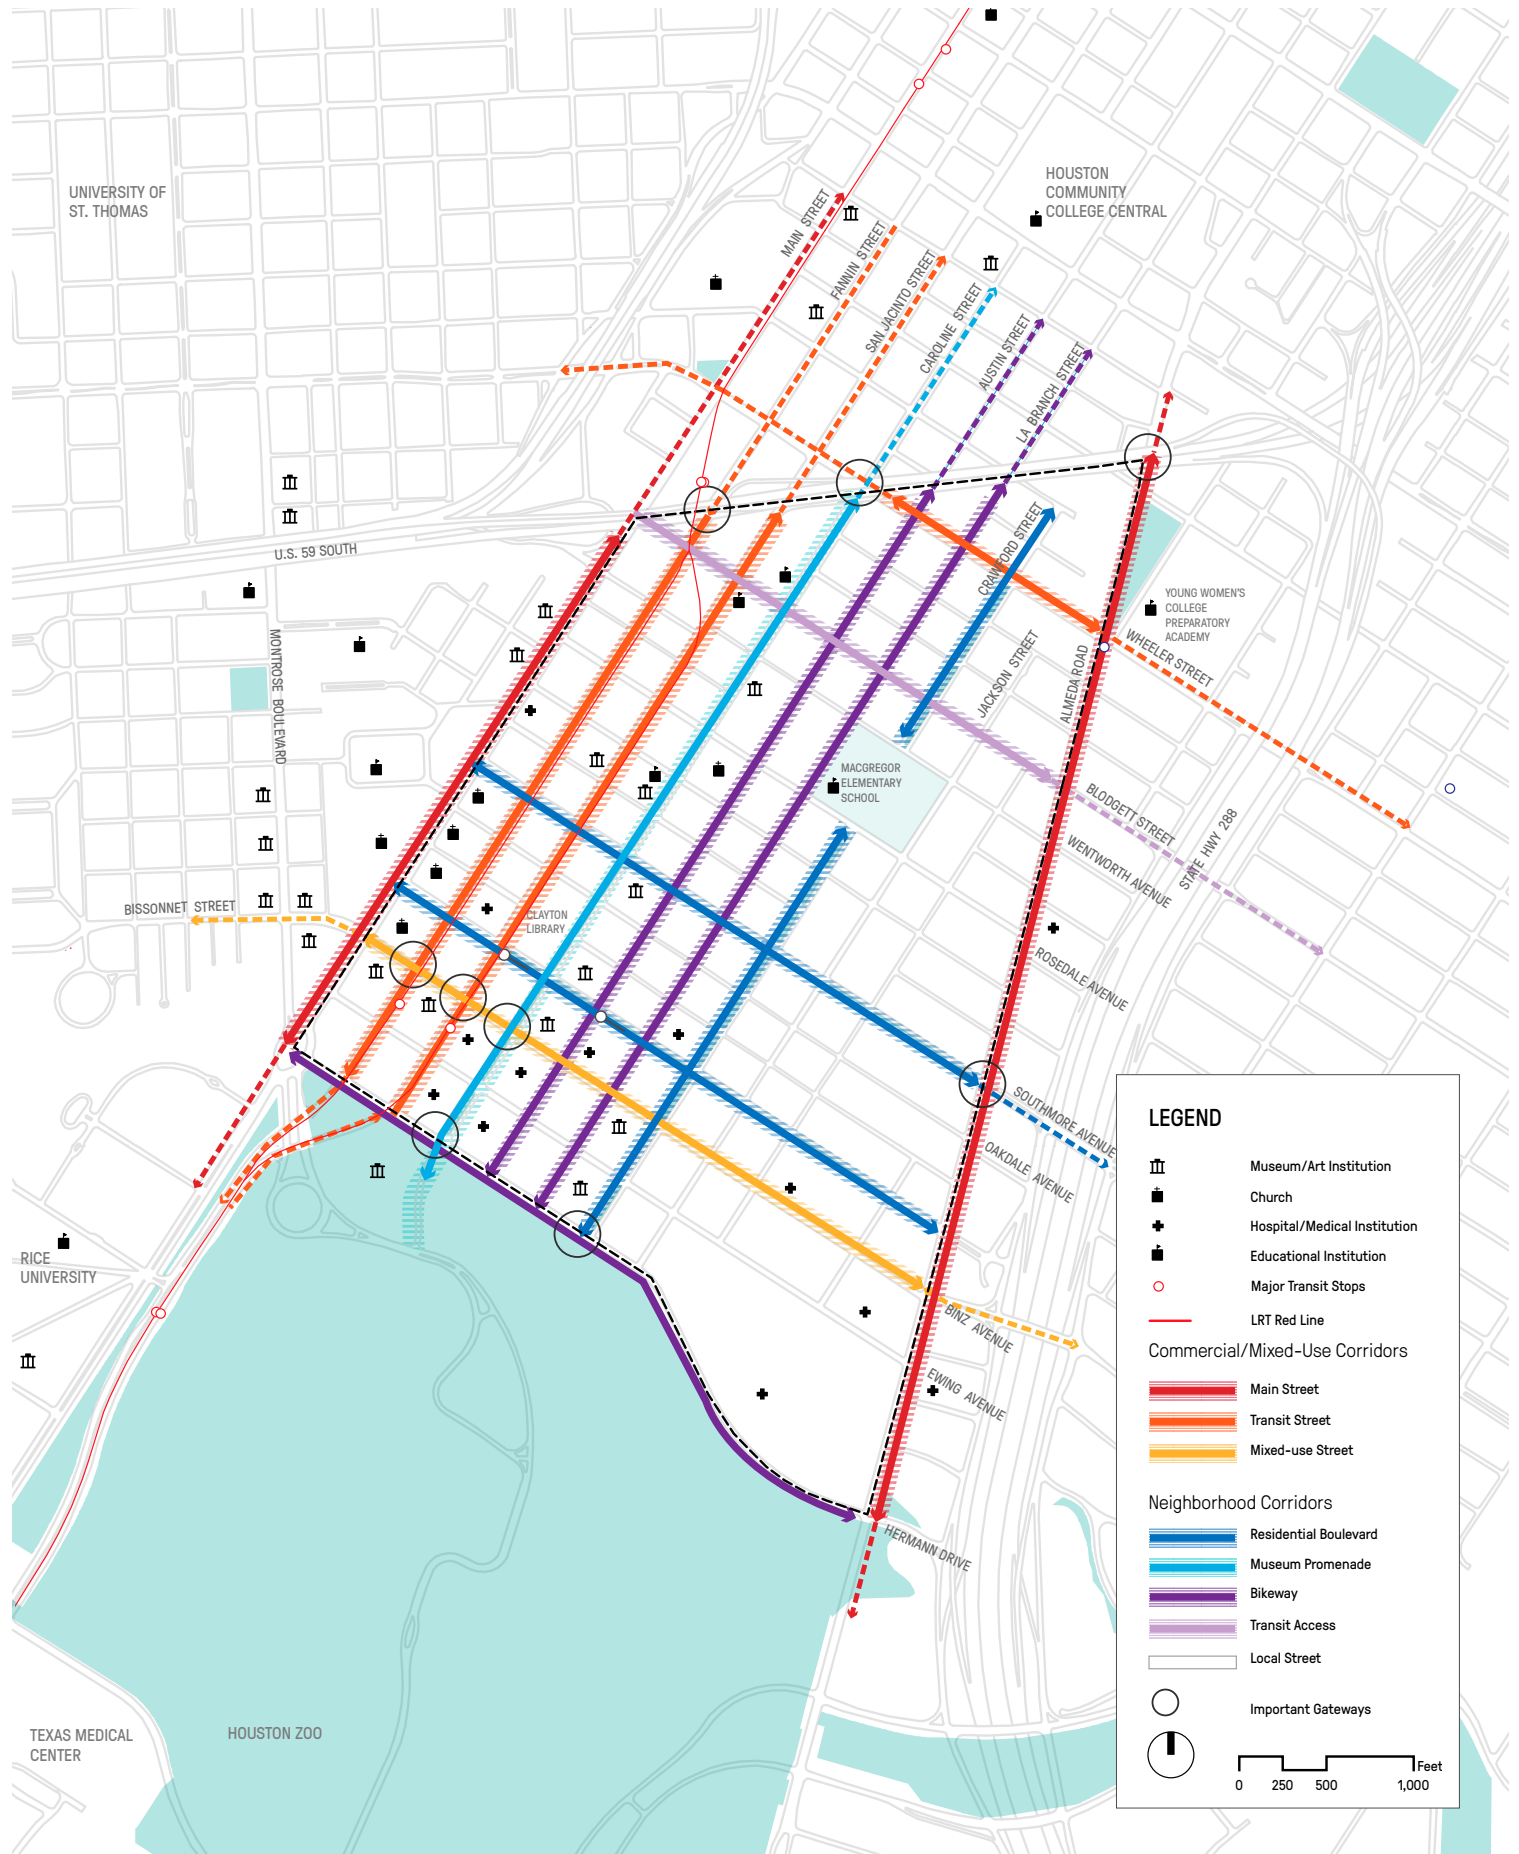 HOUSTON
COMMUNITY
COLLEGE CENTRAL
UNIVERSITY OF
ST. THOMAS
MAIN STREET
FANNIN STREET
SAN JACINTO STREET
CAROLINE STREET
AUSTIN STREET
LA BRANCH STREET
CRAWFORD STREET
U.S. 59 SOUTH
YOUNG WOMEN'S
COLLEGE
PREPARATORY
ACADEMY
WHEELER STREET
JACKSON STREET
ALMEDA ROAD
MONTROSE BOULEVARD
MACGREGOR
ELEMENTARY
SCHOOL
BLODGETT STREET
STATE HWY 288
WENTWORTH AVENUE
BISSONNET STREET
CLAYTON
LIBRARY
ROSEDALE AVENUE
SOUTHMORE AVENUE
OAKDALE AVENUE
RICE
UNIVERSITY
BINZ AVENUE
EWING AVENUE
HERMANN DRIVE
TEXAS MEDICAL
CENTER
HOUSTON ZOO
LEGEND
Museum/Art Institution
Church
Hospital/Medical Institution
Educational Institution
Major Transit Stops
LRT Red Line
Commercial/Mixed-Use Corridors
Main Street
Transit Street
Mixed-use Street
Neighborhood Corridors
Residential Boulevard
Museum Promenade
Bikeway
Transit Access
Local Street
Important Gateways
Feet
0 250 500 1,000